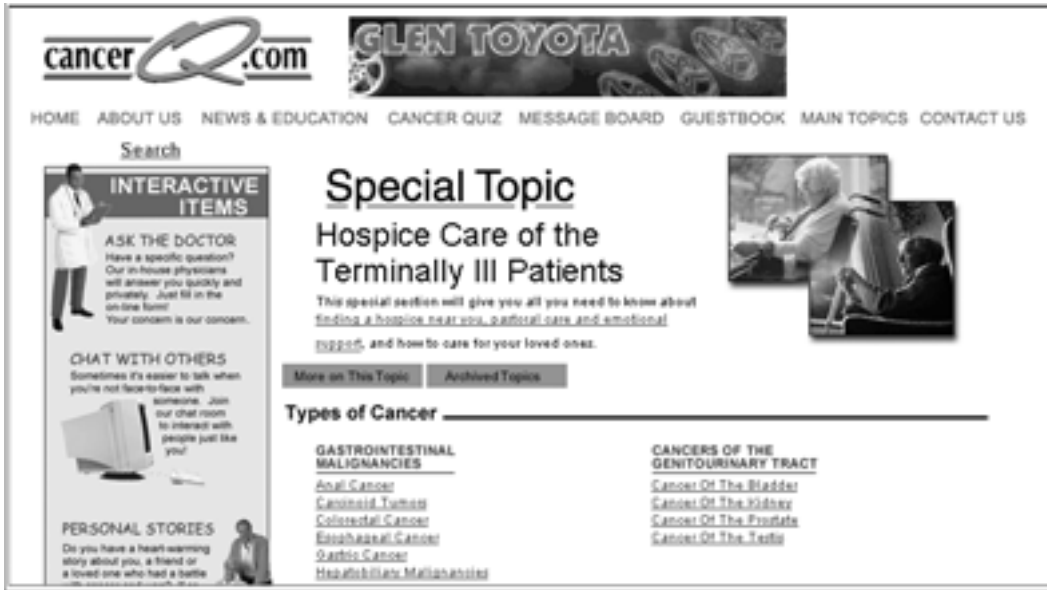 cancerQ.com
GLEN TOYOTA
HOME ABOUT US NEWS & EDUCATION CANCER QUIZ MESSAGE BOARD GUESTBOOK MAIN TOPICS CONTACT US
Search
INTERACTIVE
ITEMS
ASK THE DOCTOR
Have a specific question?
Our in-house physicians
will answer you quickly and
privately. Just fill in the
on-line form!
Your concern is our concern.
CHAT WITH OTHERS
Sometimes it's easier to talk when
you're not face-to-face with
someone. Join
our chat room
to interact with
people just like
you!
PERSONAL STORIES
Do you have a heart-warming
story about you, a friend or
a loved one who had a battle
Special Topic
Hospice Care of the
Terminally Ill Patients
This special section will give you all you need to know about
finding a hospice near you, pastoral care and emotional
support, and how to care for your loved ones.
More on This Topic
Archived Topics
Types of Cancer
GASTROINTESTINAL
MALIGNANCIES
Anal Cancer
Carcinoid Tumors
Colorectal Cancer
Esophageal Cancer
Gastric Cancer
Hepatobiliary Malignancies
CANCERS OF THE
GENITOURINARY TRACT
Cancer Of The Bladder
Cancer Of The Kidney
Cancer Of The Prostate
Cancer Of The Testis